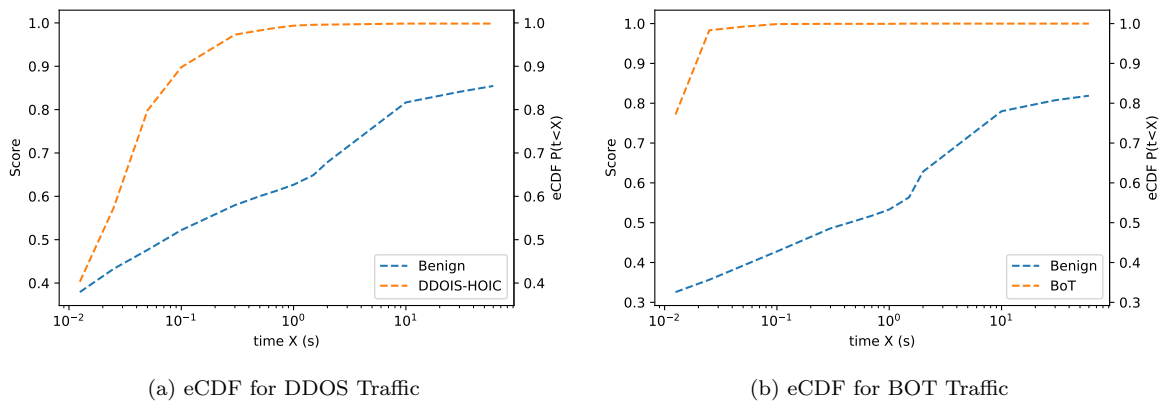 1.0
0.9
0.8
0.7
0.6
0.5
0.4
Score
1.0
0.9
0.8
0.7
0.6
0.5
0.4
eCDF P(t<X)
Benign
DDOIS-HOIC
10⁻² 10⁻¹ 10⁰ 10¹
time X (s)
(a) eCDF for DDOS Traffic
1.0
0.9
0.8
0.7
0.6
0.5
0.4
0.3
Score
1.0
0.9
0.8
0.7
0.6
0.5
0.4
0.3
eCDF P(t<X)
Benign
BoT
10⁻² 10⁻¹ 10⁰ 10¹
time X (s)
(b) eCDF for BOT Traffic